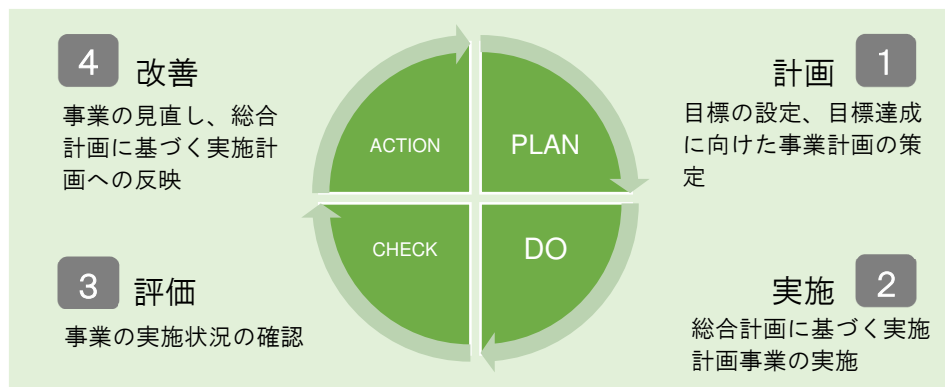 4 改善
事業の見直し、総合
計画に基づく実施計
画への反映
ACTION
PLAN
計画 1
目標の設定、目標達成
に向けた事業計画の策
定
3 評価
事業の実施状況の確認
CHECK
DO
実施 2
総合計画に基づく実施
計画事業の実施